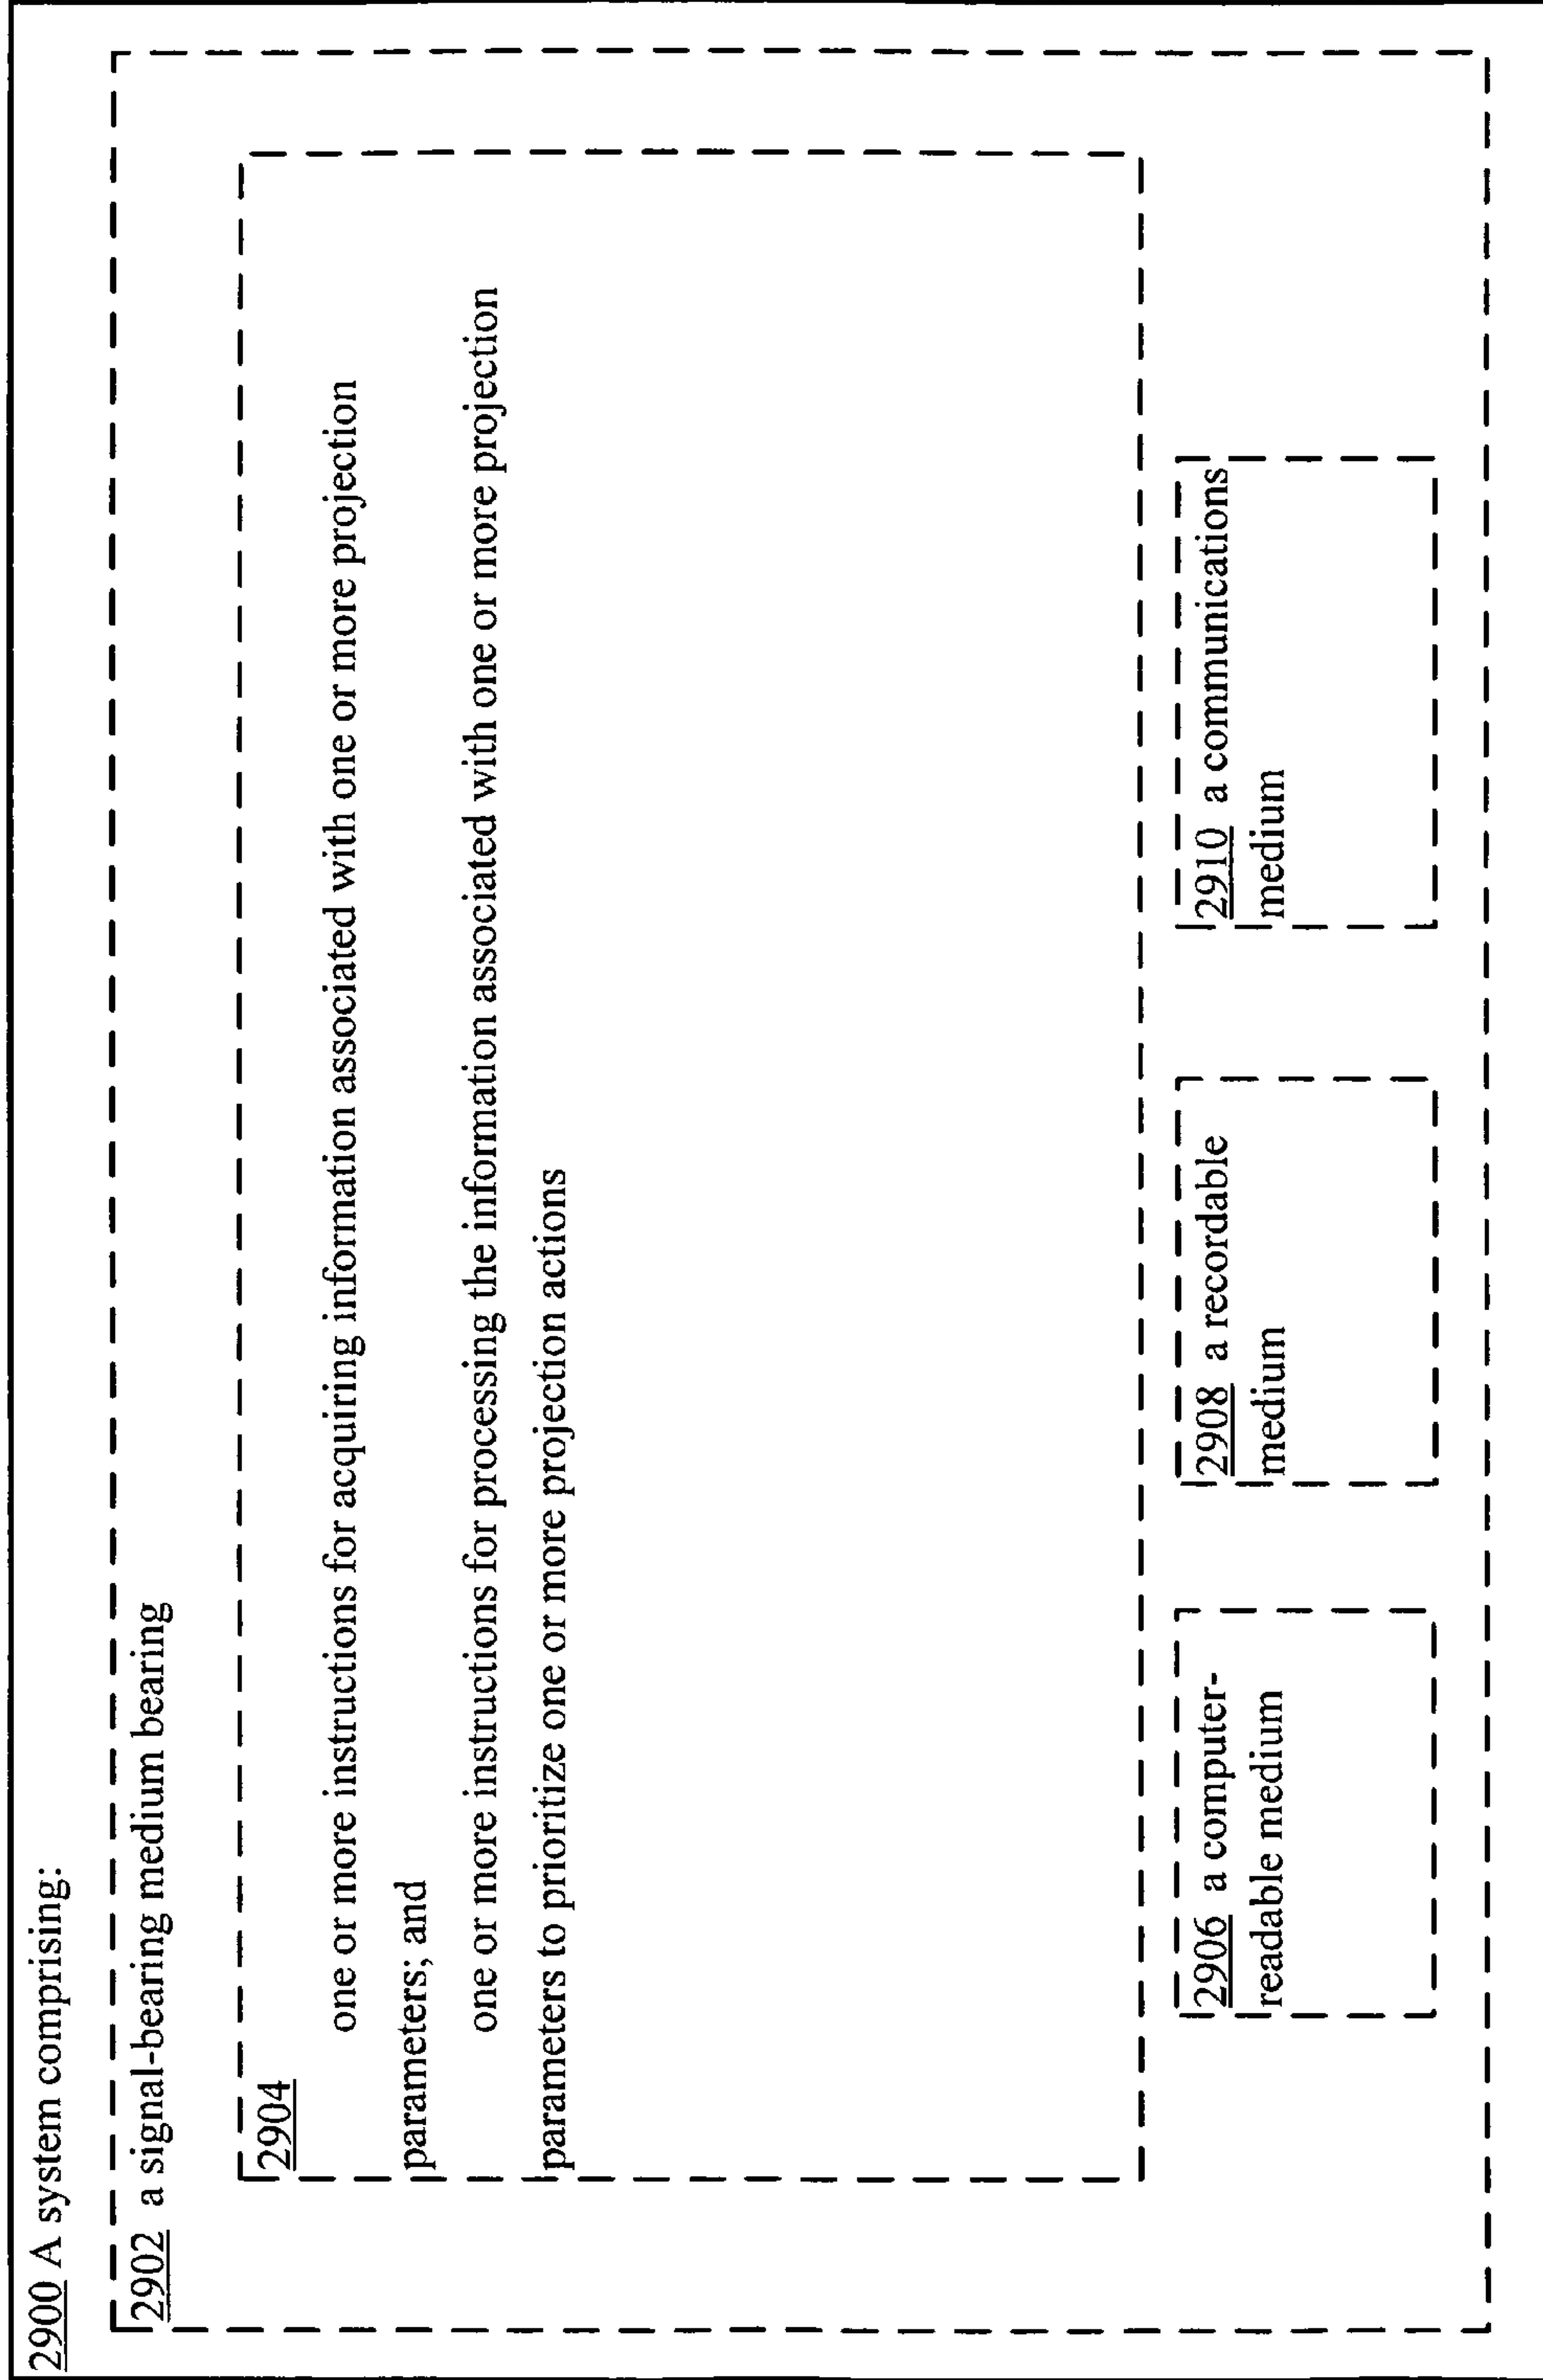 2900 A system comprising:
2902 a signal-bearing medium bearing
2904
one or more instructions for acquiring information associated with one or more projection
parameters; and
one or more instructions for processing the information associated with one or more projection
parameters to prioritize one or more projection actions
2906 a computer-
readable medium
2908 a recordable
medium
2910 a communications
medium